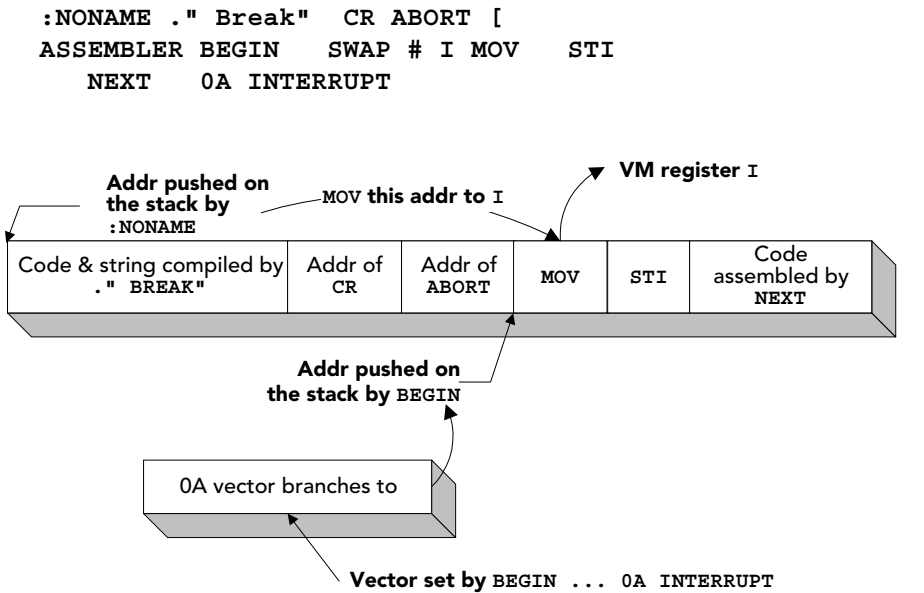 :NONAME ." Break"  CR ABORT [
ASSEMBLER BEGIN   SWAP # I MOV   STI
   NEXT   0A INTERRUPT
VM register I
Addr pushed on
the stack by
:NONAME
MOV this addr to I
Code & string compiled by
." BREAK"
Addr of
CR
Addr of
ABORT
MOV
STI
Code
assembled by
NEXT
Addr pushed on
the stack by BEGIN
0A vector branches to
Vector set by BEGIN ... 0A INTERRUPT